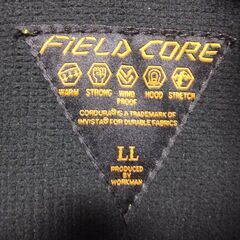 FiELD CORE
WARM STRONG WIND PROOF HOOD STRETCH
CORDURA® IS A TRADEMARK OF
INVISTA® FOR DURABLE FABRICS
LL
PRODUCED
BY
WORKMAN